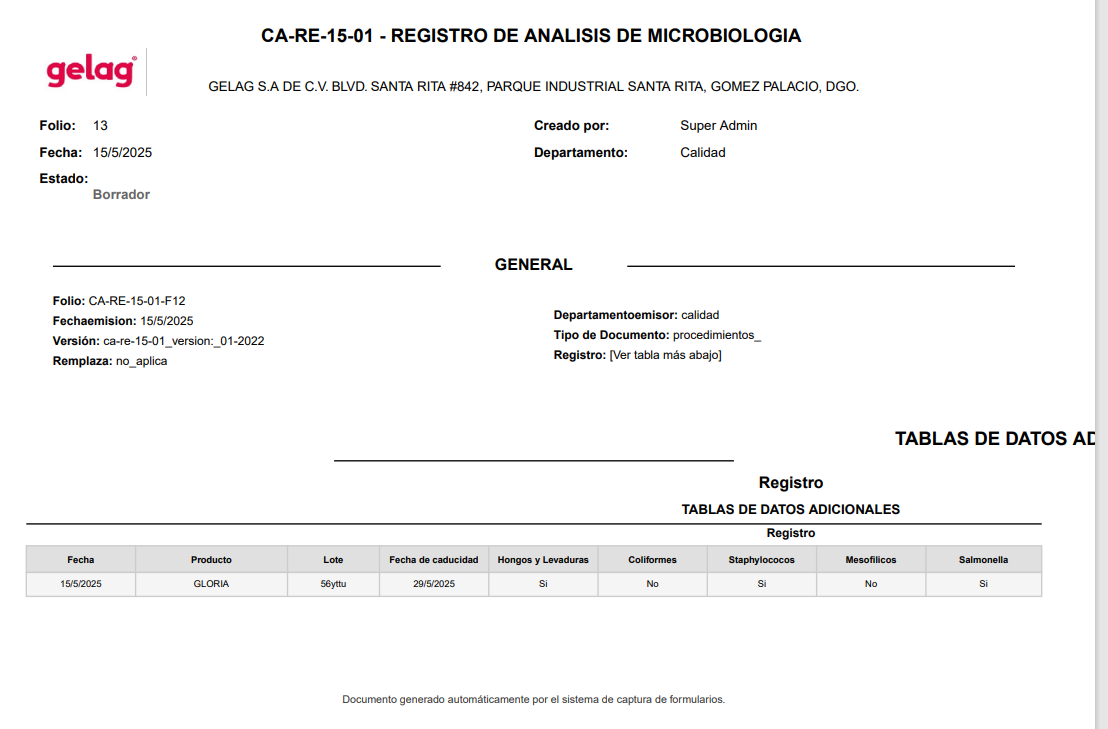 CA-RE-15-01 - REGISTRO DE ANALISIS DE MICROBIOLOGIA
gelag®
GELAG S.A DE C.V. BLVD. SANTA RITA #842, PARQUE INDUSTRIAL SANTA RITA, GOMEZ PALACIO, DGO.
Folio: 13 Creado por: Super Admin
Fecha: 15/5/2025 Departamento: Calidad
Estado:
Borrador
GENERAL
Folio: CA-RE-15-01-F12
Fechaemision: 15/5/2025
Versión: ca-re-15-01_version:_01-2022
Remplaza: no_aplica
Departamentoemisor: calidad
Tipo de Documento: procedimientos_
Registro: [Ver tabla más abajo]
TABLAS DE DATOS AD
Registro
TABLAS DE DATOS ADICIONALES
Registro
Fecha Producto Lote Fecha de caducidad Hongos y Levaduras Coliformes Staphylococos Mesofilicos Salmonella
15/5/2025 GLORIA 56yttu 29/5/2025 Si No Si No Si
Documento generado automáticamente por el sistema de captura de formularios.